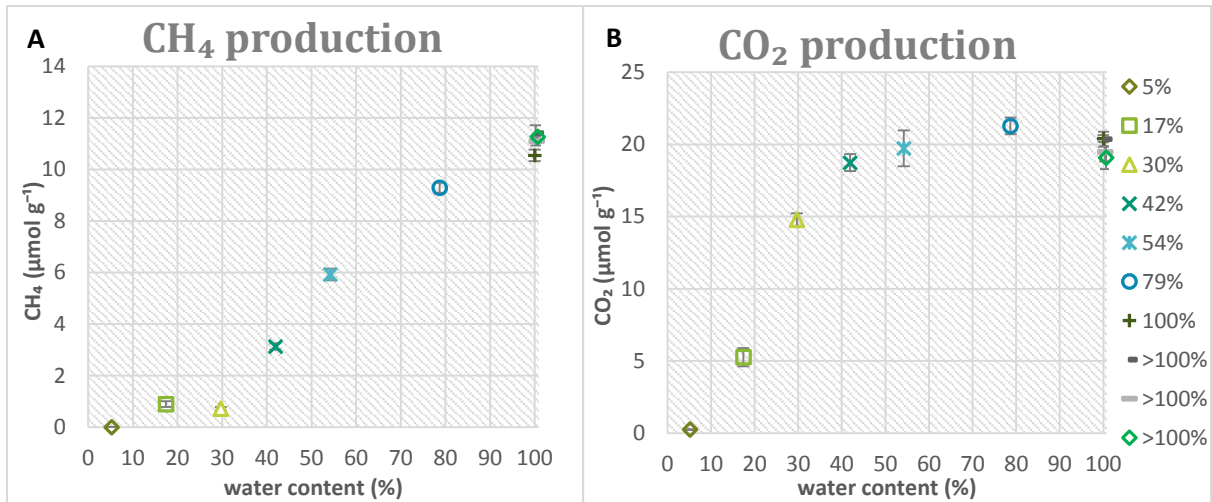 A
CH₄ production
CH₄ (µmol g⁻¹)
14
12
10
8
6
4
2
0
0 10 20 30 40 50 60 70 80 90 100
water content (%)
B
CO₂ production
CO₂ (µmol g⁻¹)
25
20
15
10
5
0
0 10 20 30 40 50 60 70 80 90 100
water content (%)
5%
17%
30%
42%
54%
79%
100%
>100%
>100%
>100%